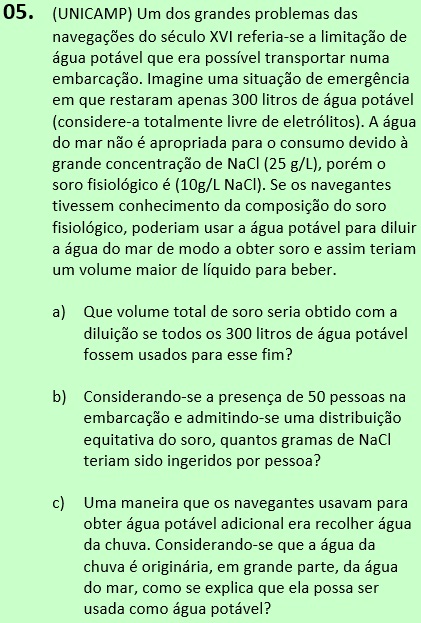 05. (UNICAMP) Um dos grandes problemas das
navegações do século XVI referia-se a limitação de
água potável que era possível transportar numa
embarcação. Imagine uma situação de emergência
em que restaram apenas 300 litros de água potável
(considere-a totalmente livre de eletrólitos). A água
do mar não é apropriada para o consumo devido à
grande concentração de NaCl (25 g/L), porém o
soro fisiológico é (10g/L NaCl). Se os navegantes
tivessem conhecimento da composição do soro
fisiológico, poderiam usar a água potável para diluir
a água do mar de modo a obter soro e assim teriam
um volume maior de líquido para beber.
a) Que volume total de soro seria obtido com a
diluição se todos os 300 litros de água potável
fossem usados para esse fim?
b) Considerando-se a presença de 50 pessoas na
embarcação e admitindo-se uma distribuição
equitativa do soro, quantos gramas de NaCl
teriam sido ingeridos por pessoa?
c) Uma maneira que os navegantes usavam para
obter água potável adicional era recolher água
da chuva. Considerando-se que a água da
chuva é originária, em grande parte, da água
do mar, como se explica que ela possa ser
usada como água potável?